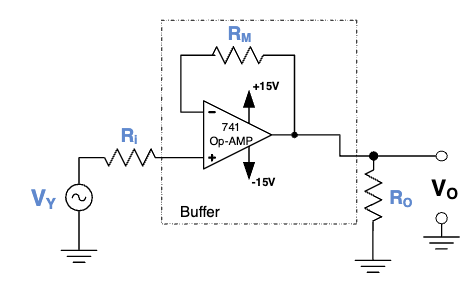 RM
+15V
-
741
Op-AMP
Ri
+
-15V
VY
RO
VO
Buffer